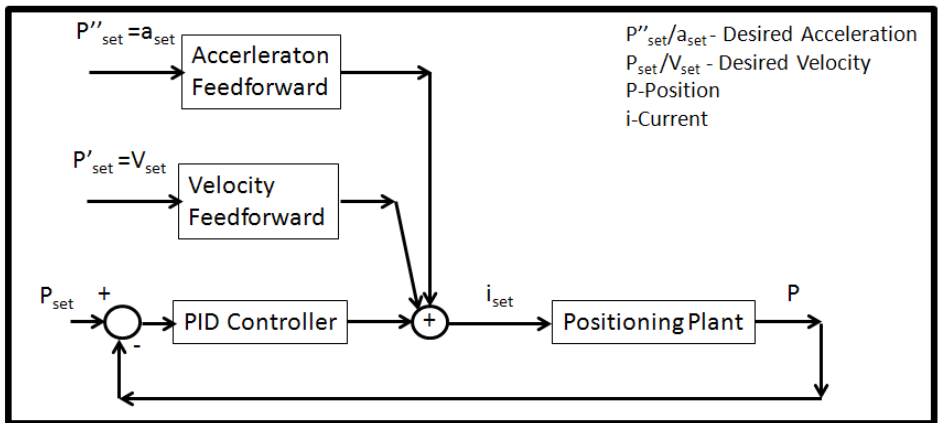 P''set =aset
Accerleraton
Feedforward
P''set/aset- Desired Acceleration
Pset/Vset - Desired Velocity
P-Position
i-Current
P'set =Vset
Velocity
Feedforward
Pset
+
-
PID Controller
+
iset
Positioning Plant
P